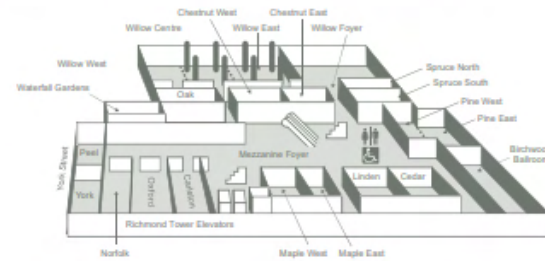 Chestnut West
Chestnut East
Willow Centre
Willow East
Willow Foyer
Willow West
Spruce North
Waterfall Gardens
Spruce South
Oak
Pine West
Pine East
Mezzanine Foyer
Peel
York Street
Linden
Cedar
York
Oxford
Carleton
Richmond Tower Elevators
Norfolk
Maple West
Maple East